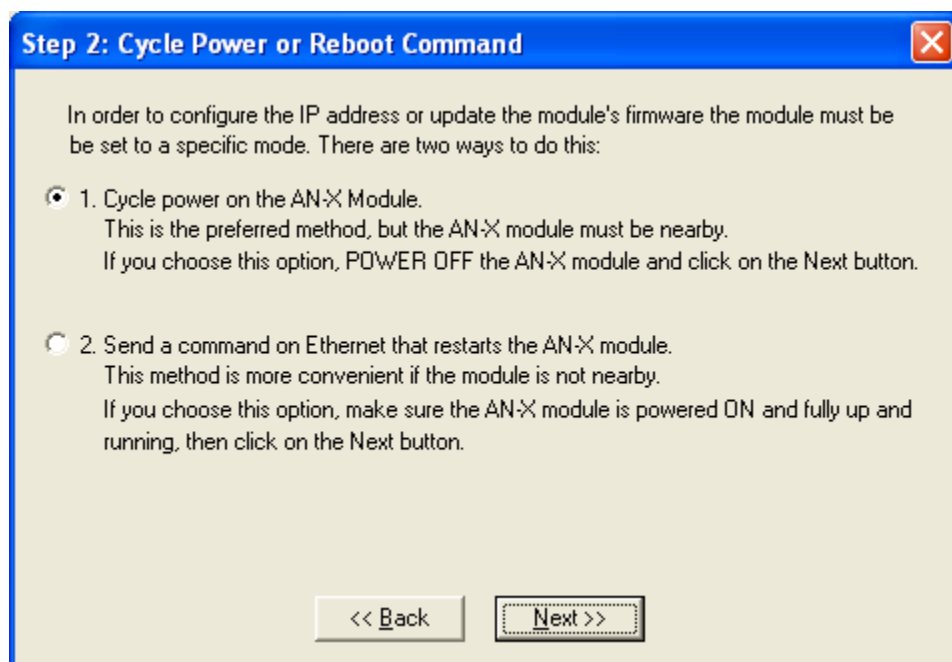 Step 2: Cycle Power or Reboot Command
In order to configure the IP address or update the module's firmware the module must be
be set to a specific mode. There are two ways to do this:
1. Cycle power on the AN-X Module.
This is the preferred method, but the AN-X module must be nearby.
If you choose this option, POWER OFF the AN-X module and click on the Next button.
2. Send a command on Ethernet that restarts the AN-X module.
This method is more convenient if the module is not nearby.
If you choose this option, make sure the AN-X module is powered ON and fully up and
running, then click on the Next button.
<< Back
Next >>